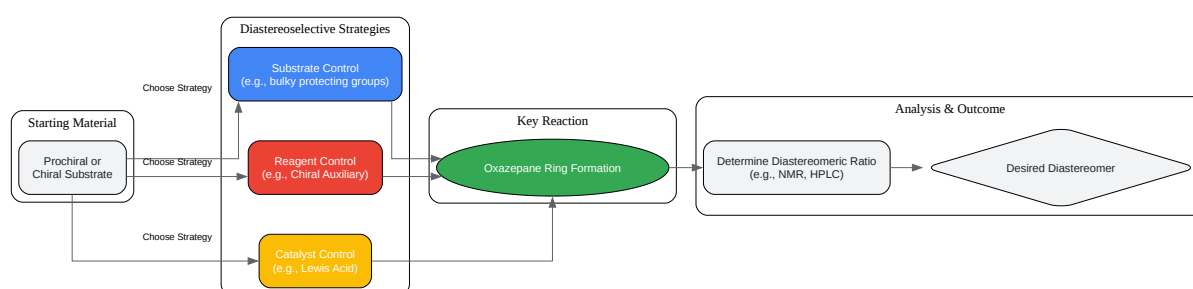 Diastereoselective Strategies
Substrate Control
(e.g., bulky protecting groups)
Choose Strategy
Starting Material
Prochiral or
Chiral Substrate
Choose Strategy
Reagent Control
(e.g., Chiral Auxiliary)
Choose Strategy
Catalyst Control
(e.g., Lewis Acid)
Key Reaction
Oxazepane Ring Formation
Analysis & Outcome
Determine Diastereomeric Ratio
(e.g., NMR, HPLC)
Desired Diastereomer